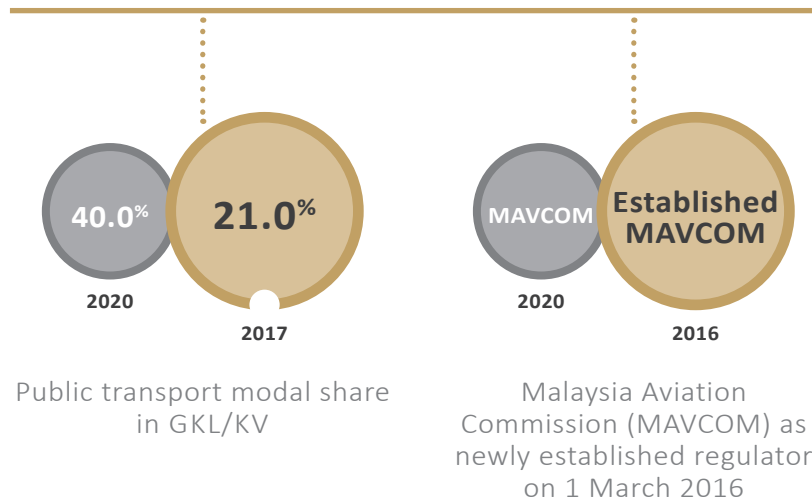 40.0%
21.0%
2020
2017
Public transport modal share
in GKL/KV
MAVCOM
Established
MAVCOM
2020
2016
Malaysia Aviation
Commission (MAVCOM) as
newly established regulator
on 1 March 2016